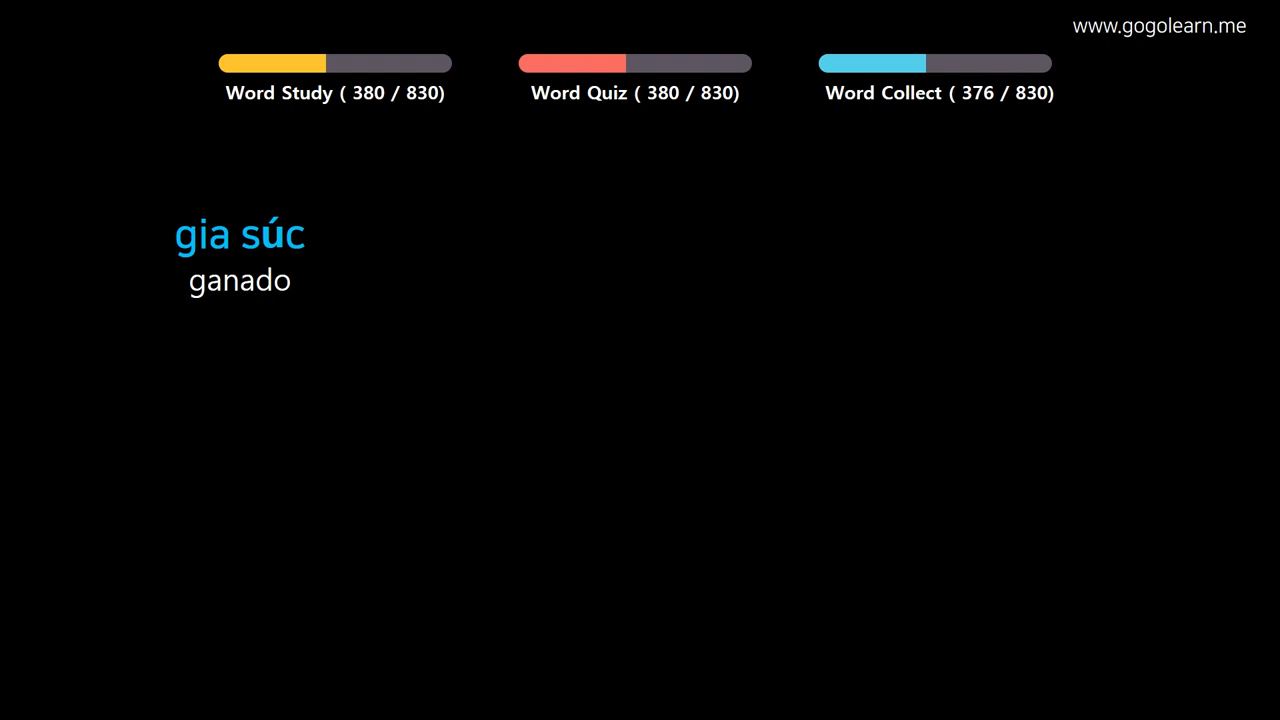 www.gogolearn.me
Word Study ( 380 / 830)
Word Quiz ( 380 / 830)
Word Collect ( 376 / 830)
gia súc
ganado